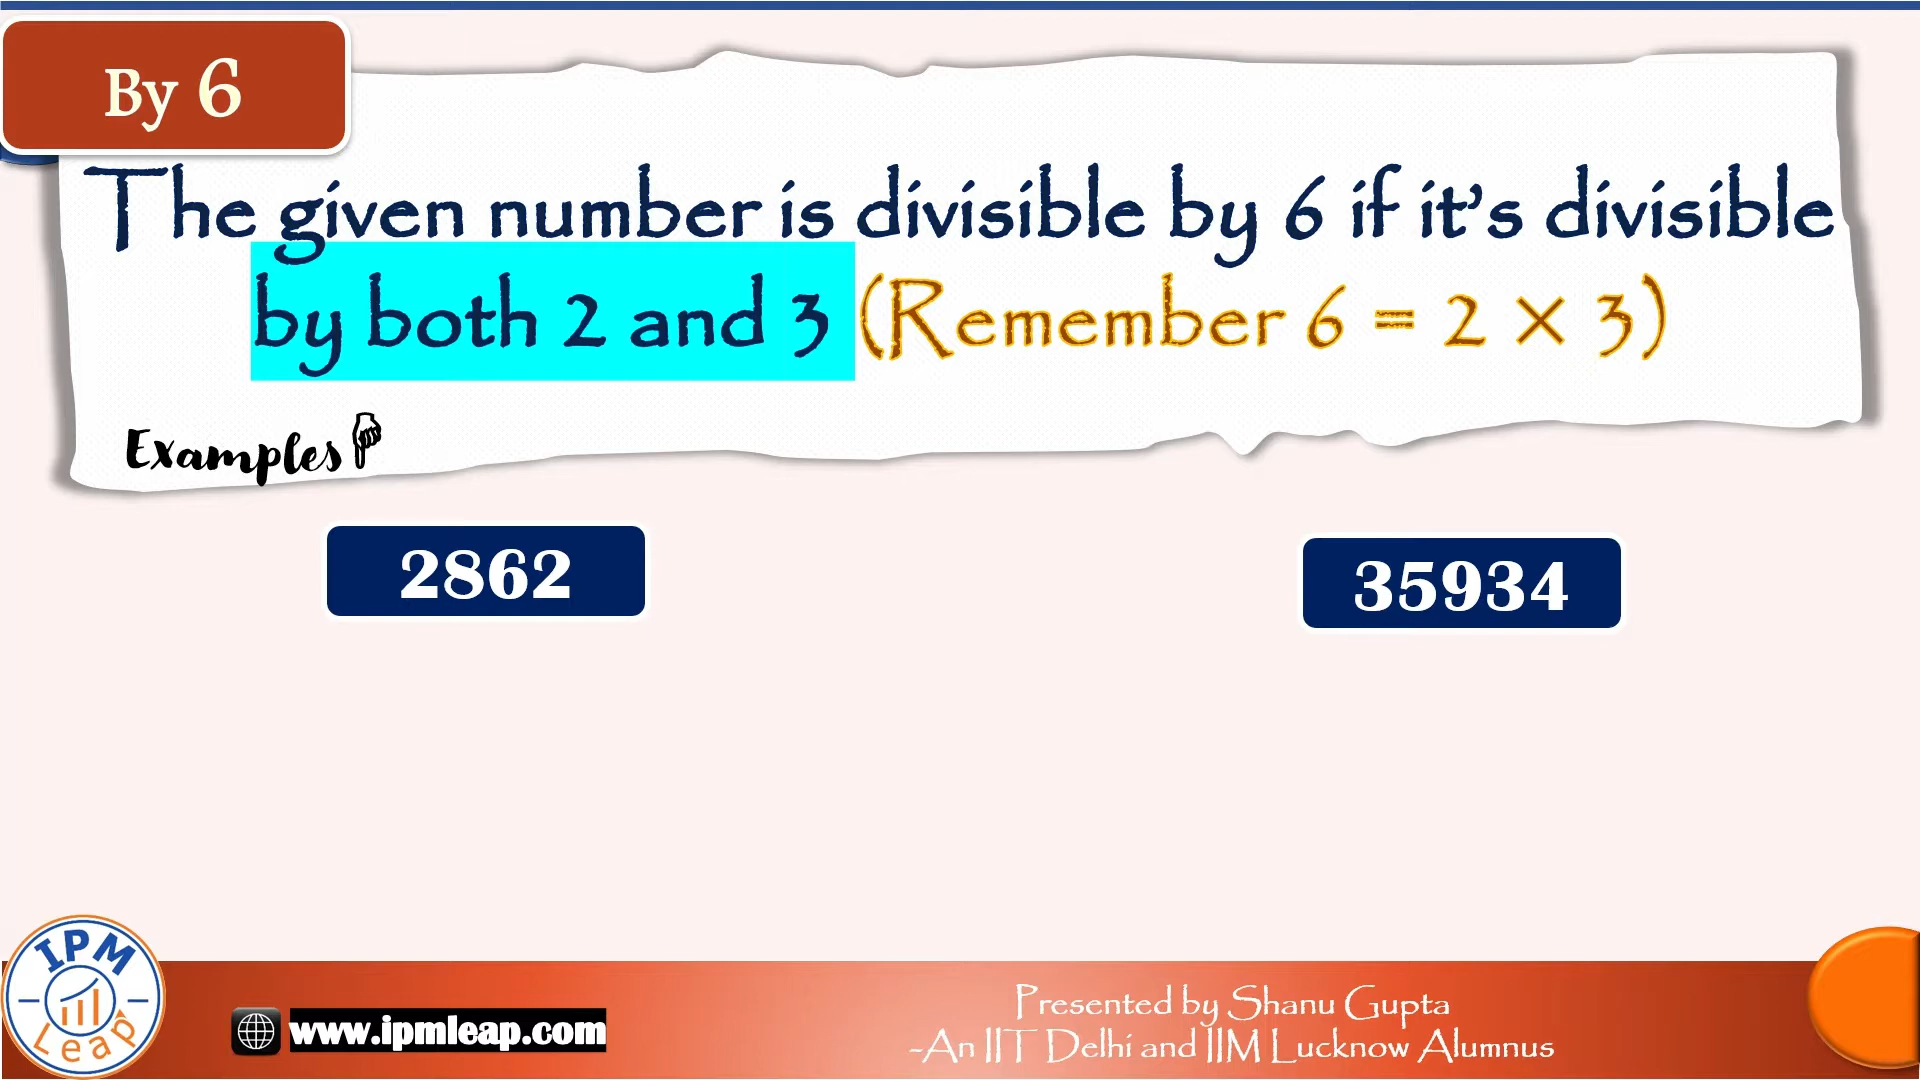 By 6
The given number is divisible by 6 if it's divisible
by both 2 and 3 (Remember 6 = 2 × 3)
Examples
2862
35934
IPM
Leap
www.ipmleap.com
Presented by Shanu Gupta
-An IIT Delhi and IIM Lucknow Alumnus